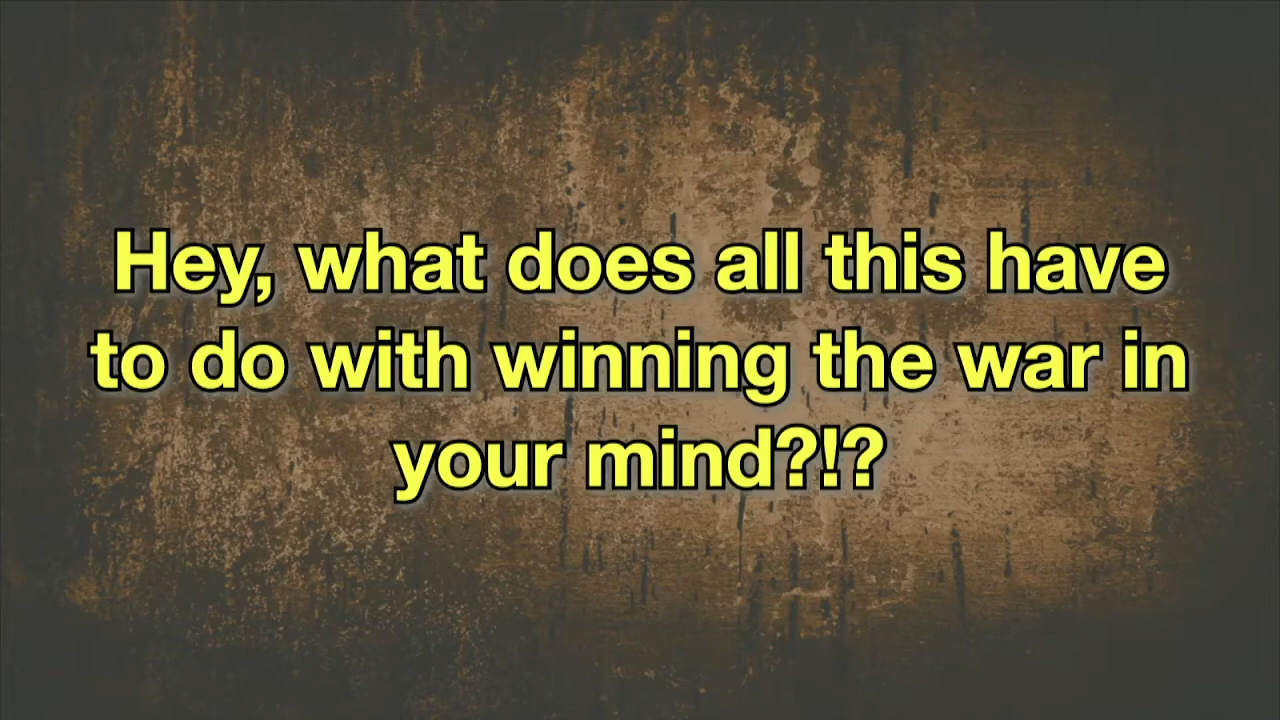 Hey, what does all this have
to do with winning the war in
your mind?!?